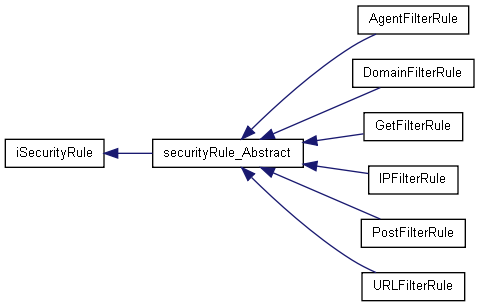 AgentFilterRule
DomainFilterRule
GetFilterRule
iSecurityRule
securityRule_Abstract
IPFilterRule
PostFilterRule
URLFilterRule